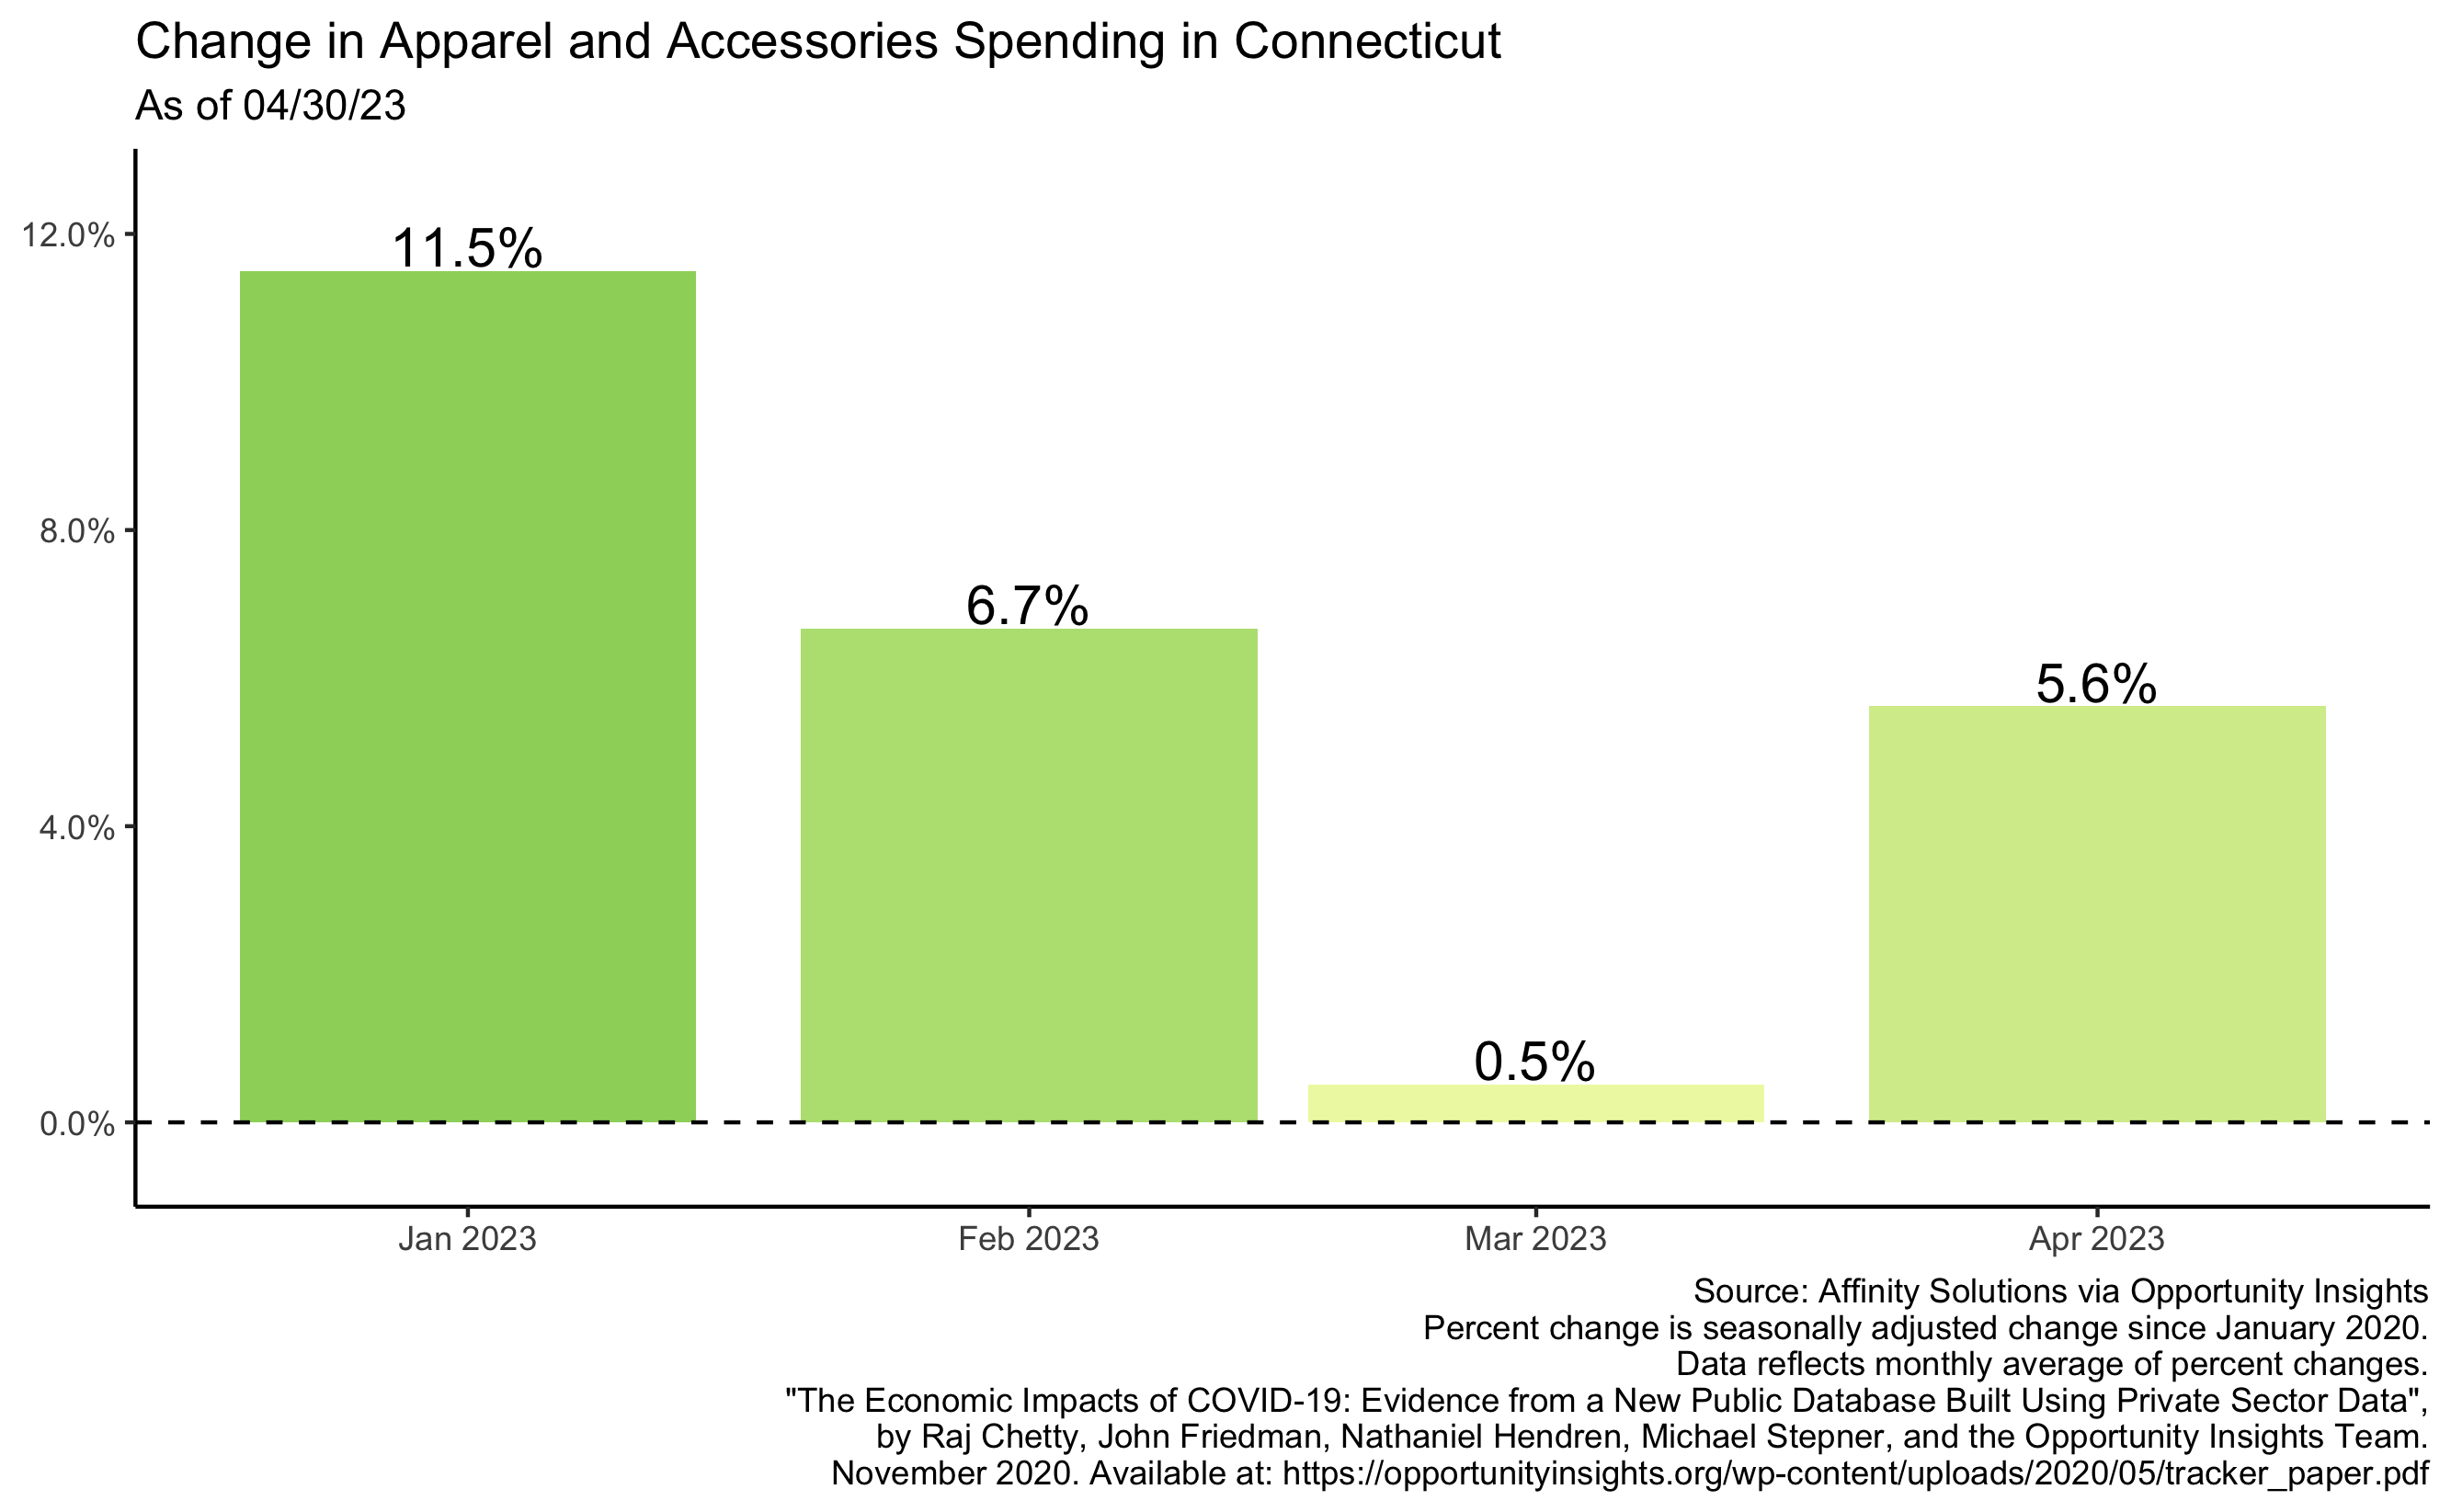 Change in Apparel and Accessories Spending in Connecticut
As of 04/30/23
12.0%
8.0%
4.0%
0.0%
11.5%
6.7%
0.5%
5.6%
Jan 2023
Feb 2023
Mar 2023
Apr 2023
Source: Affinity Solutions via Opportunity Insights
Percent change is seasonally adjusted change since January 2020.
Data reflects monthly average of percent changes.
"The Economic Impacts of COVID-19: Evidence from a New Public Database Built Using Private Sector Data",
by Raj Chetty, John Friedman, Nathaniel Hendren, Michael Stepner, and the Opportunity Insights Team.
November 2020. Available at: https://opportunityinsights.org/wp-content/uploads/2020/05/tracker_paper.pdf